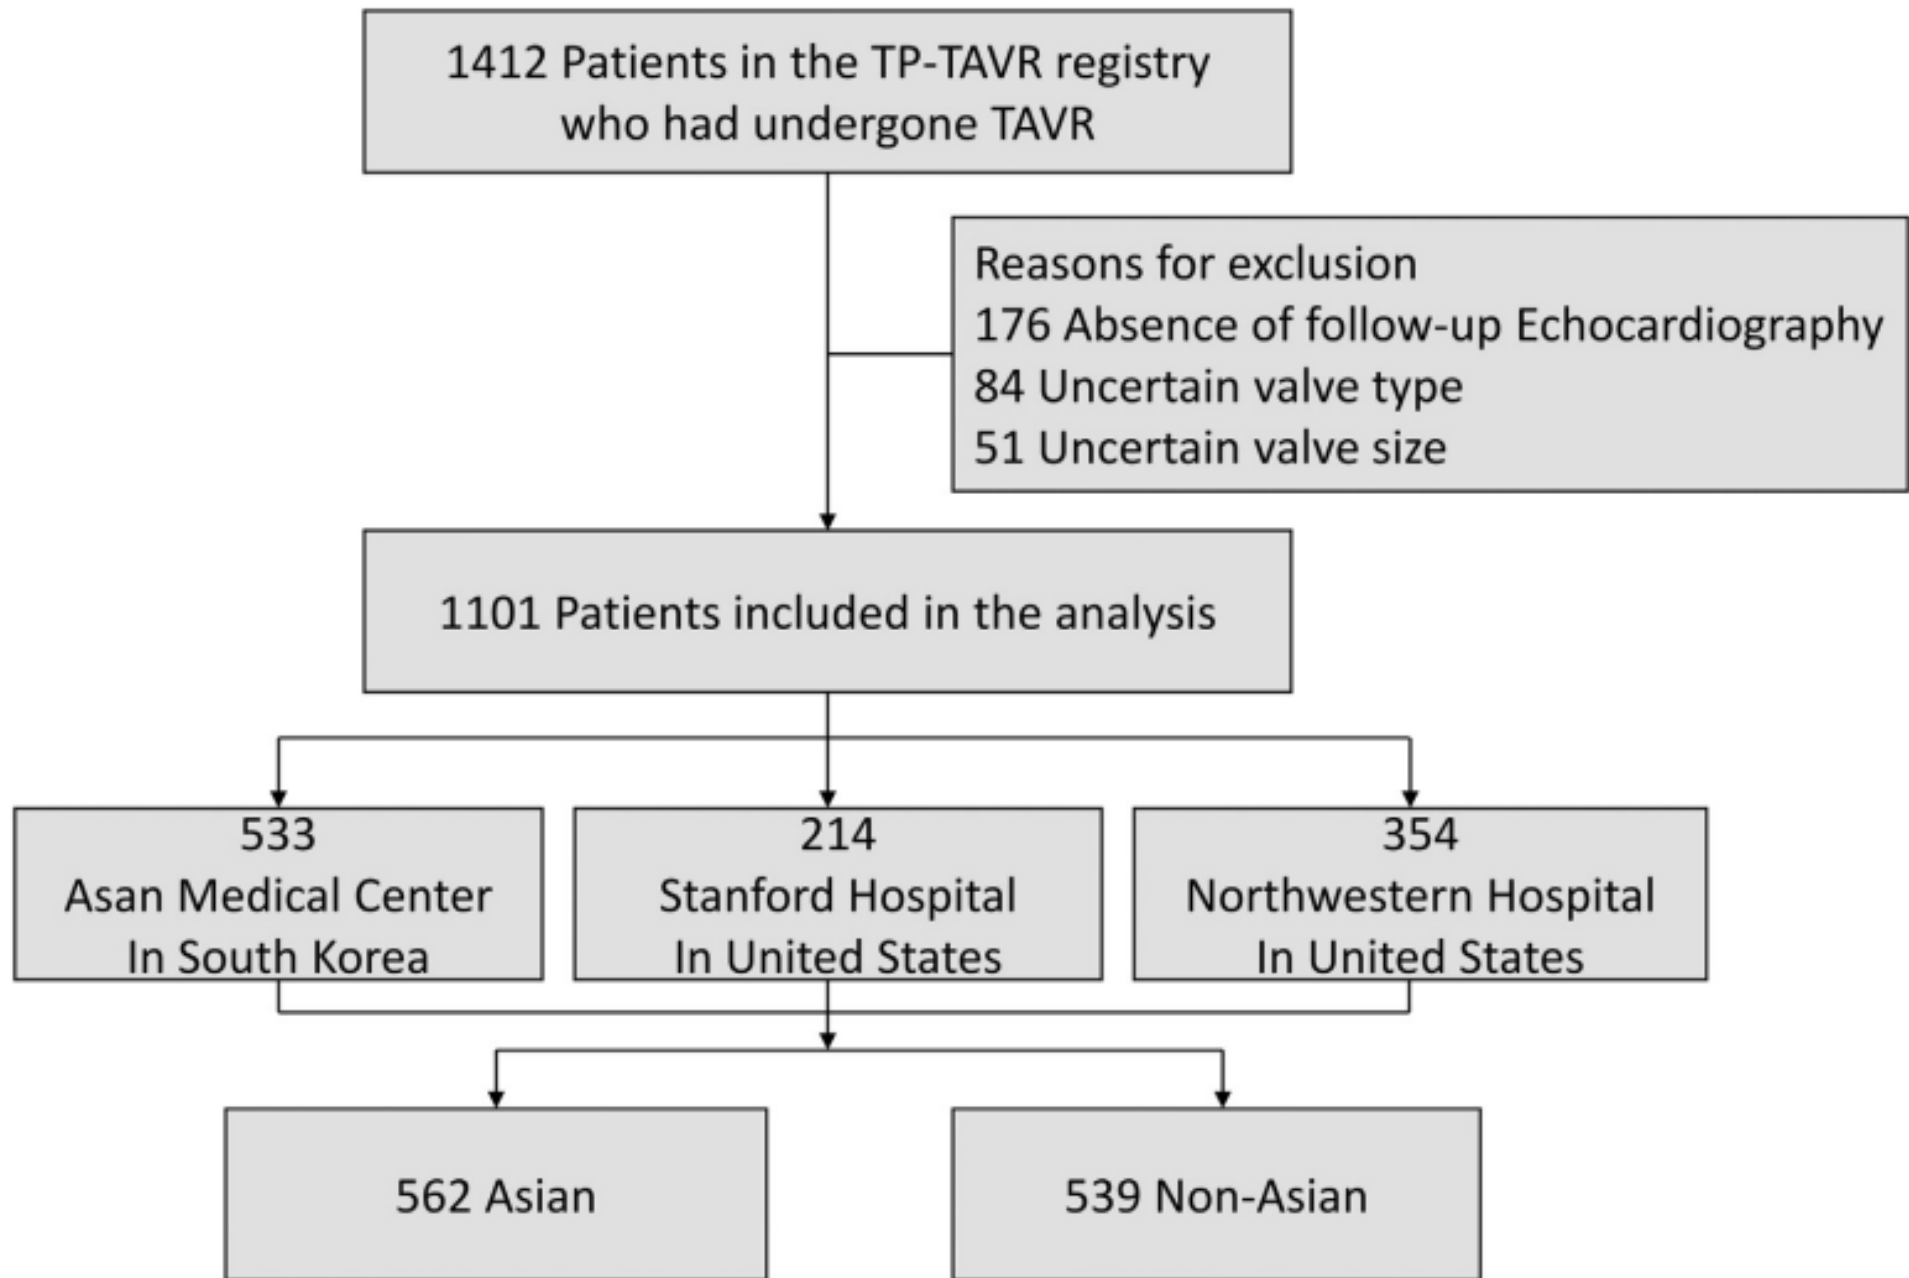 1412 Patients in the TP-TAVR registry
who had undergone TAVR
Reasons for exclusion
176 Absence of follow-up Echocardiography
84 Uncertain valve type
51 Uncertain valve size
1101 Patients included in the analysis
533
Asan Medical Center
In South Korea
214
Stanford Hospital
In United States
354
Northwestern Hospital
In United States
562 Asian
539 Non-Asian